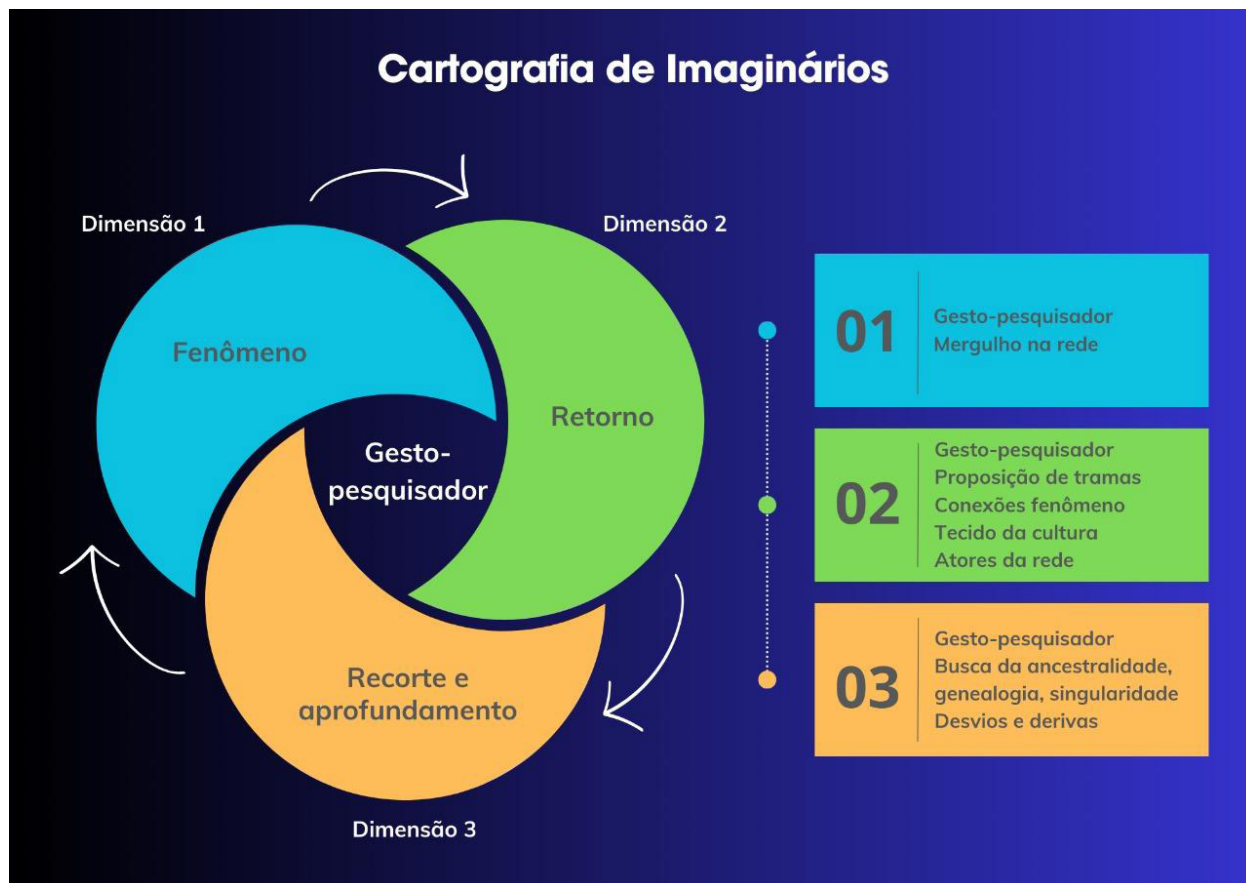 Cartografia de Imaginários
Dimensão 1
Dimensão 2
Fenômeno
Retorno
Gesto-
pesquisador
Recorte e
aprofundamento
Dimensão 3
01
Gesto-pesquisador
Mergulho na rede
02
Gesto-pesquisador
Proposição de tramas
Conexões fenômeno
Tecido da cultura
Atores da rede
03
Gesto-pesquisador
Busca da ancestralidade,
genealogia, singularidade
Desvios e derivas